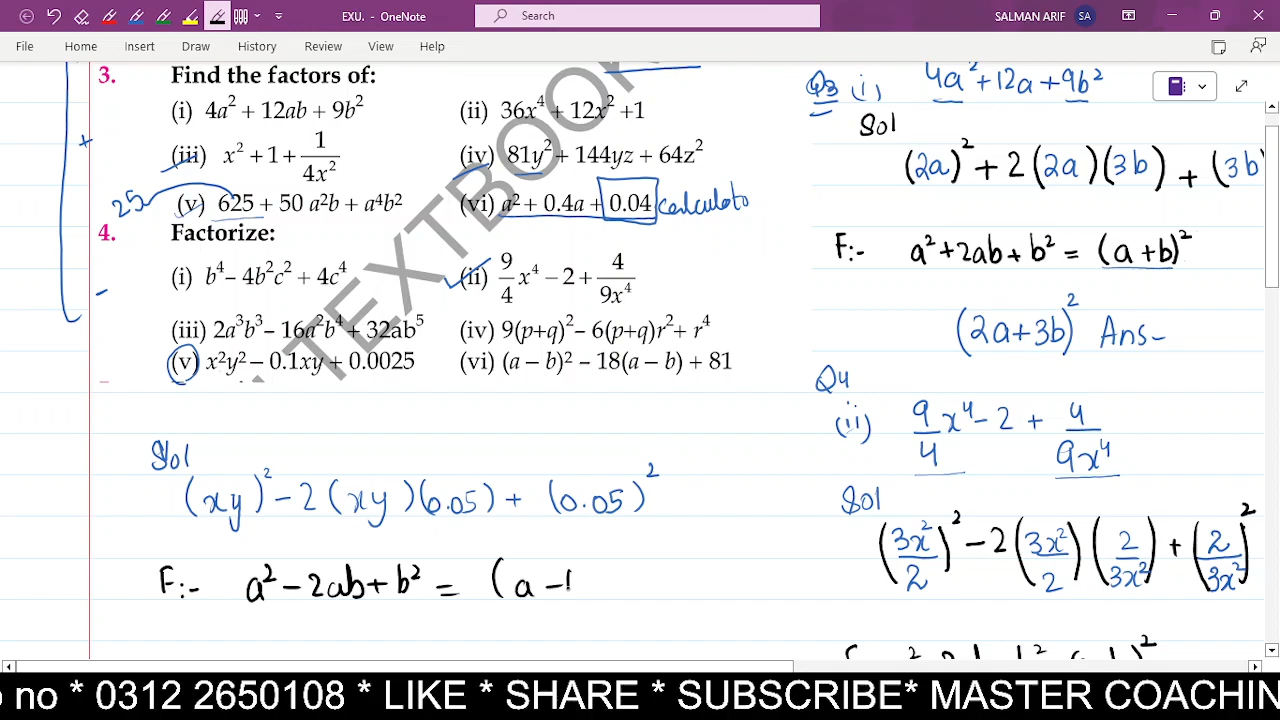 EXU. - OneNote
Search
SALMAN ARIF SA
File Home Insert Draw History Review View Help
3. Find the factors of:
(i) 4a² + 12ab + 9b² (ii) 36x⁴ + 12x² +1
(iii) x² + 1 + 1/4x² (iv) 81y² + 144yz + 64z²
25 (v) 625 + 50 a²b + a⁴b² (vi) a² + 0.4a + 0.04 calculato
4. Factorize:
(i) b⁴ – 4b²c² + 4c⁴ (ii) 9/4 x⁴ – 2 + 4/9x⁴
(iii) 2a³b³ – 16a²b⁴ + 32ab⁵ (iv) 9(p+q)² – 6(p+q)r² + r⁴
(v) x²y² – 0.1xy + 0.0025 (vi) (a – b)² – 18(a – b) + 81
TEXTBOOK
Sol
(xy)² – 2(xy)(0.05) + (0.05)²
F:- a² – 2ab + b² = (a –
Q3 (i) 4a² + 12a + 9b²
Sol
(2a)² + 2(2a)(3b) + (3b
F:- a² + 2ab + b² = (a + b)²
(2a + 3b)² Ans-
Q4
(ii) 9/4 x⁴ – 2 + 4/9x⁴
Sol
(3x²/2)² – 2(3x²/2)(2/3x²) + (2/3x²)²
no * 0312 2650108 * LIKE * SHARE * SUBSCRIBE* MASTER COACHIN